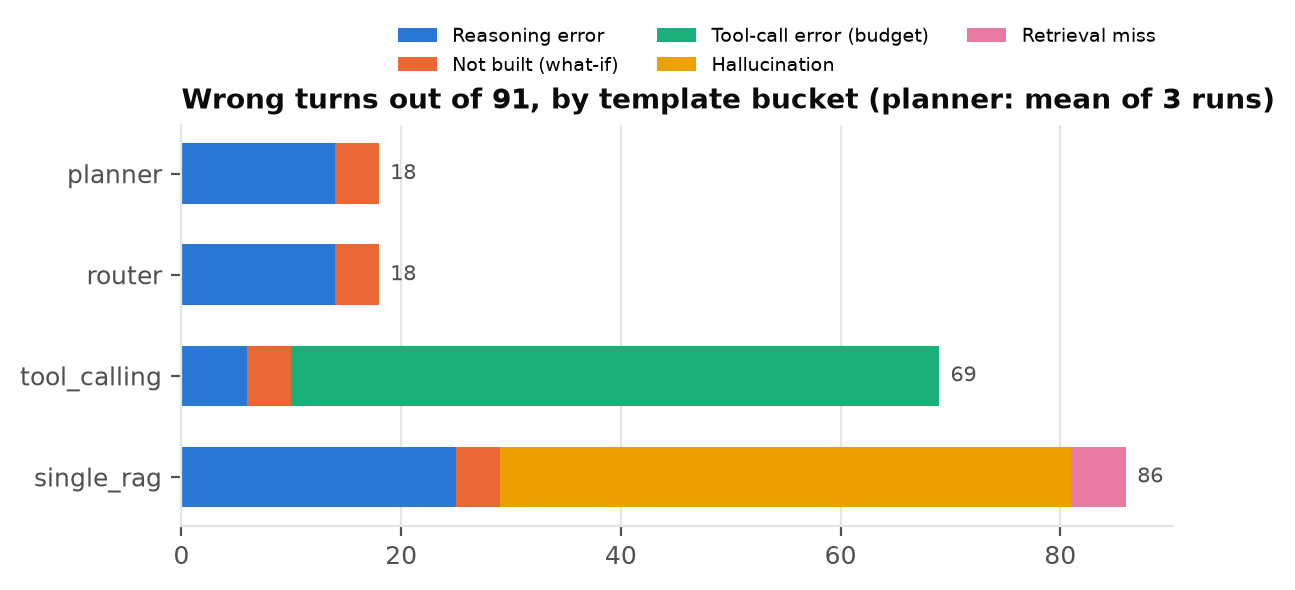 Reasoning error Tool-call error (budget) Retrieval miss
Not built (what-if) Hallucination
Wrong turns out of 91, by template bucket (planner: mean of 3 runs)
planner 18
router 18
tool_calling 69
single_rag 86
0 20 40 60 80